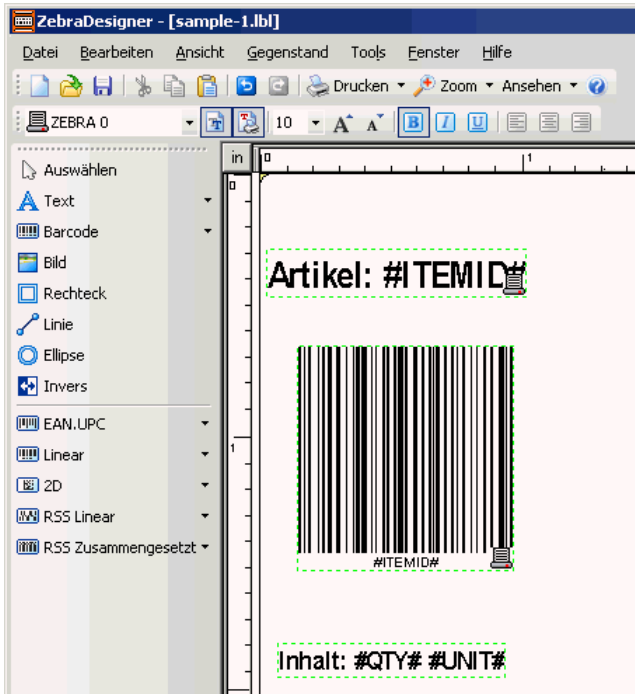 ZebraDesigner - [sample-1.lbl]
Datei Bearbeiten Ansicht Gegenstand Tools Fenster Hilfe
Drucken Zoom Ansehen
ZEBRA 0 10 A A B I U
in 0 1
Auswählen
0
Text
Barcode
Bild
Artikel: #ITEMID#
Rechteck
Linie
Ellipse
Invers
EAN.UPC
Linear
1
2D
RSS Linear
RSS Zusammengesetzt
#ITEMID#
Inhalt: #QTY# #UNIT#